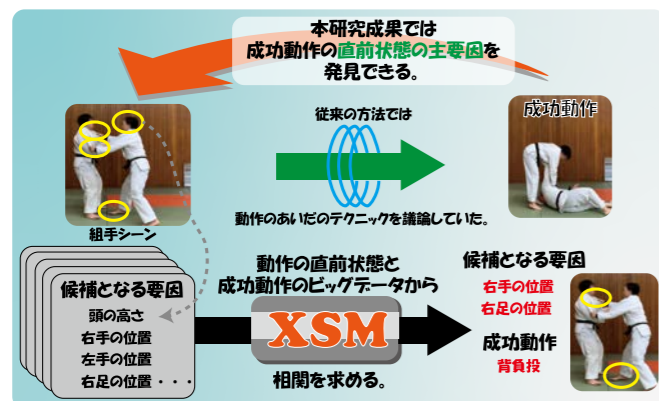 本研究成果では
成功動作の直前状態の主要因を
発見できる。
従来の方法では
成功動作
動作のあいだのテクニックを議論していた。
組手シーン
候補となる要因
頭の高さ
右手の位置
左手の位置
右足の位置・・・
動作の直前状態と
成功動作のビッグデータから
XSM
相関を求める。
候補となる要因
右手の位置
右足の位置
成功動作
背負投